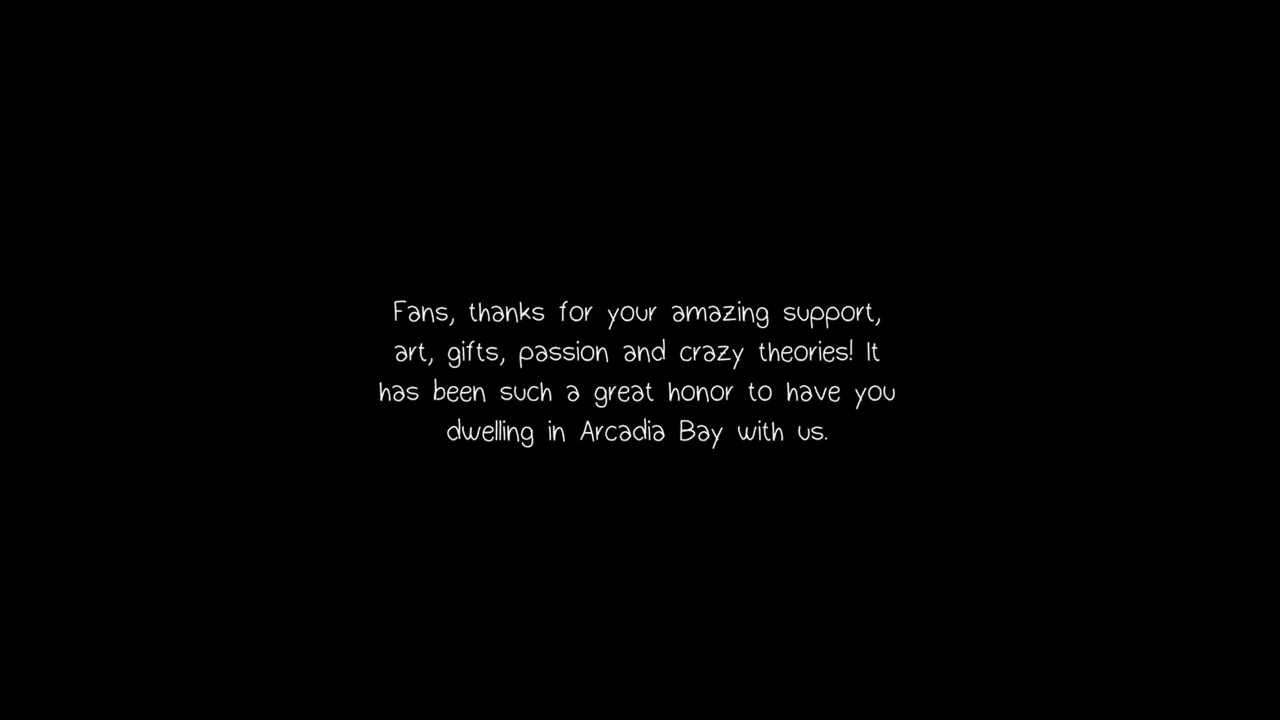 Fans, thanks for your amazing support,
art, gifts, passion and crazy theories! It
has been such a great honor to have you
dwelling in Arcadia Bay with us.